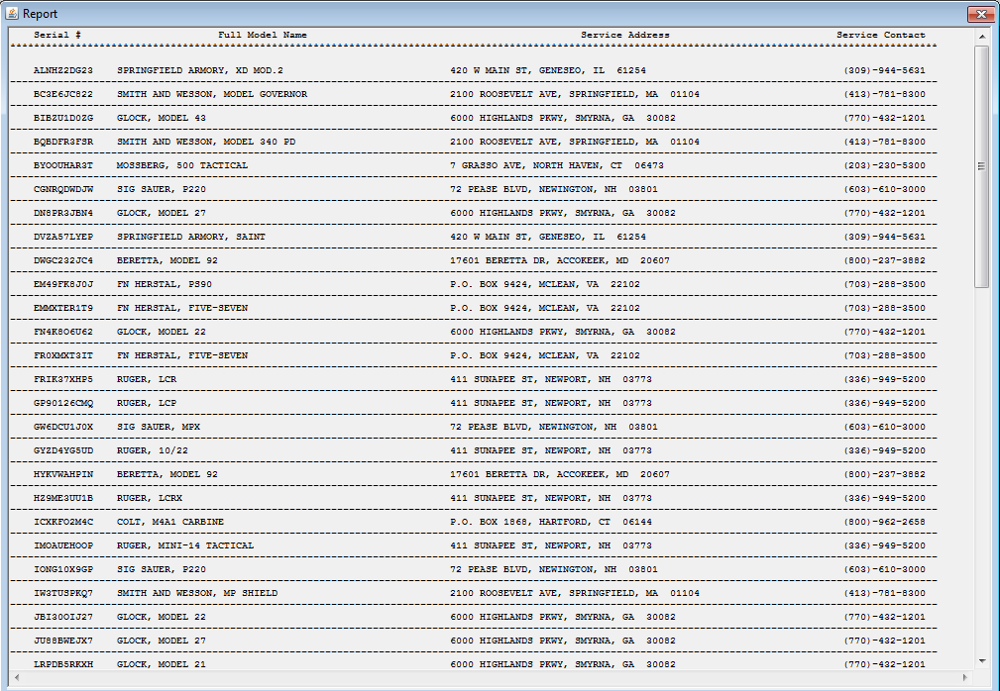 Report
Serial # Full Model Name Service Address Service Contact
ALNHZ2DG23 SPRINGFIELD ARMORY, XD MOD.2 420 W MAIN ST, GENESEO, IL 61254 (309)-944-5631
BC3E6JC822 SMITH AND WESSON, MODEL GOVERNOR 2100 ROOSEVELT AVE, SPRINGFIELD, MA 01104 (413)-781-8300
BIBZU1D0ZG GLOCK, MODEL 43 6000 HIGHLANDS PKWY, SMYRNA, GA 30082 (770)-432-1201
BQBDFR3FSR SMITH AND WESSON, MODEL 340 PD 2100 ROOSEVELT AVE, SPRINGFIELD, MA 01104 (413)-781-8300
BYOOUHAR3T MOSSBERG, 500 TACTICAL 7 GRASSO AVE, NORTH HAVEN, CT 06473 (203)-230-5300
CGNRQDWDJW SIG SAUER, P220 72 PEASE BLVD, NEWINGTON, NH 03801 (603)-610-3000
DN8PR3JBN4 GLOCK, MODEL 27 6000 HIGHLANDS PKWY, SMYRNA, GA 30082 (770)-432-1201
DVZA57LYEP SPRINGFIELD ARMORY, SAINT 420 W MAIN ST, GENESEO, IL 61254 (309)-944-5631
DWGC232JC4 BERETTA, MODEL 92 17601 BERETTA DR, ACCOKEEK, MD 20607 (800)-237-3882
EM49FK8J0J FN HERSTAL, PS90 P.O. BOX 9424, MCLEAN, VA 22102 (703)-288-3500
EMMXTER1T9 FN HERSTAL, FIVE-SEVEN P.O. BOX 9424, MCLEAN, VA 22102 (703)-288-3500
FN4K8O6U62 GLOCK, MODEL 22 6000 HIGHLANDS PKWY, SMYRNA, GA 30082 (770)-432-1201
FR0XMXT3IT FN HERSTAL, FIVE-SEVEN P.O. BOX 9424, MCLEAN, VA 22102 (703)-288-3500
FRIK37XHP5 RUGER, LCR 411 SUNAPEE ST, NEWPORT, NH 03773 (336)-949-5200
GP90126CMQ RUGER, LCP 411 SUNAPEE ST, NEWPORT, NH 03773 (336)-949-5200
GW6DCU1J0X SIG SAUER, MPX 72 PEASE BLVD, NEWINGTON, NH 03801 (603)-610-3000
GYZD4YG5UD RUGER, 10/22 411 SUNAPEE ST, NEWPORT, NH 03773 (336)-949-5200
HYKVWAHPIN BERETTA, MODEL 92 17601 BERETTA DR, ACCOKEEK, MD 20607 (800)-237-3882
HZ9ME3UU1B RUGER, LCRX 411 SUNAPEE ST, NEWPORT, NH 03773 (336)-949-5200
ICXKFO2M4C COLT, M4A1 CARBINE P.O. BOX 1868, HARTFORD, CT 06144 (800)-962-2658
IMOAUEHOOP RUGER, MINI-14 TACTICAL 411 SUNAPEE ST, NEWPORT, NH 03773 (336)-949-5200
IONG10X9GP SIG SAUER, P220 72 PEASE BLVD, NEWINGTON, NH 03801 (603)-610-3000
IW3TUSPKQ7 SMITH AND WESSON, MP SHIELD 2100 ROOSEVELT AVE, SPRINGFIELD, MA 01104 (413)-781-8300
JBI30OIJ27 GLOCK, MODEL 22 6000 HIGHLANDS PKWY, SMYRNA, GA 30082 (770)-432-1201
JU88BWEJX7 GLOCK, MODEL 27 6000 HIGHLANDS PKWY, SMYRNA, GA 30082 (770)-432-1201
LRPDB5RKXH GLOCK, MODEL 21 6000 HIGHLANDS PKWY, SMYRNA, GA 30082 (770)-432-1201